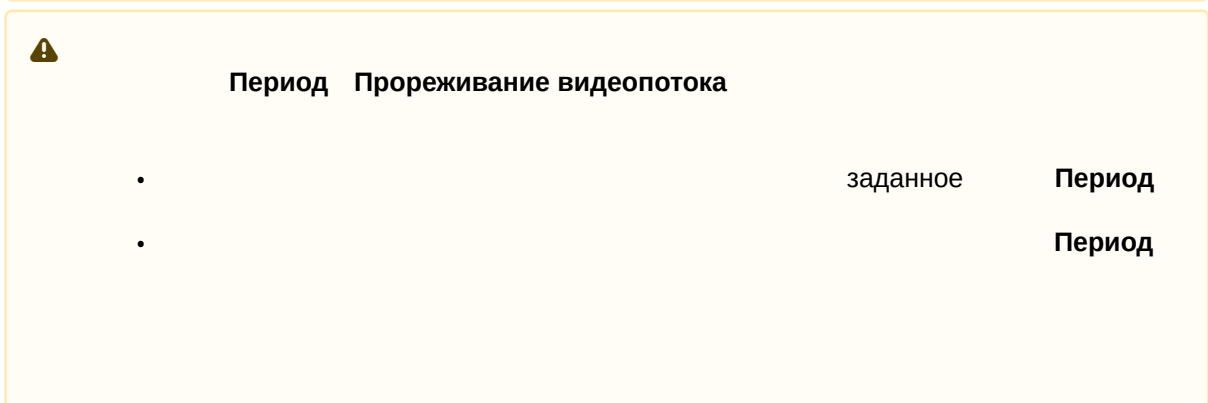 Период Прореживание видеопотока
• заданное Период
• Период